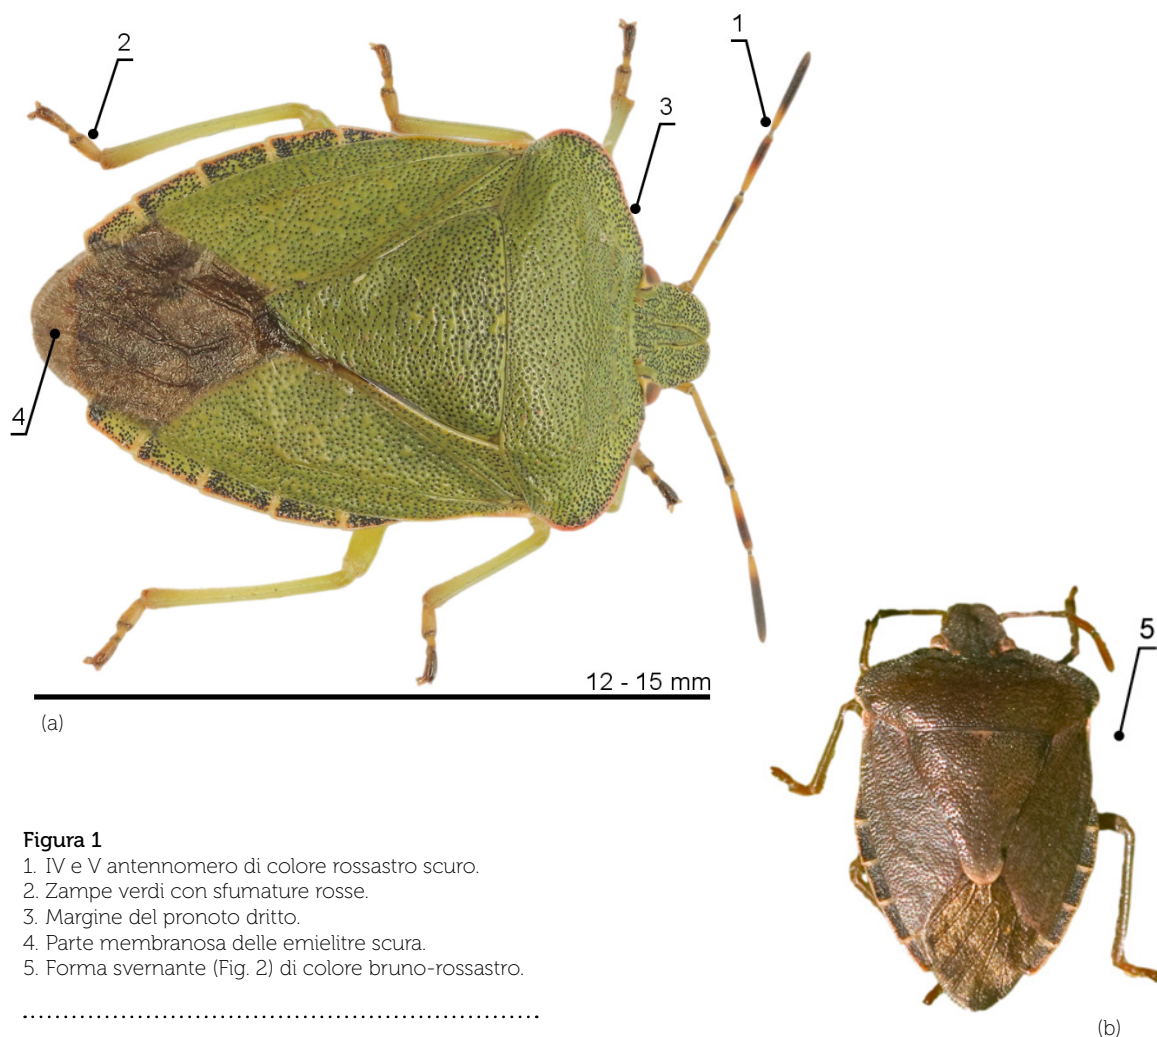 2
1
3
4
12 - 15 mm
(a)
5
Figura 1
1. IV e V antennomero di colore rossastro scuro.
2. Zampe verdi con sfumature rosse.
3. Margine del pronoto dritto.
4. Parte membranosa delle emielitre scura.
5. Forma svernante (Fig. 2) di colore bruno-rossastro.
(b)